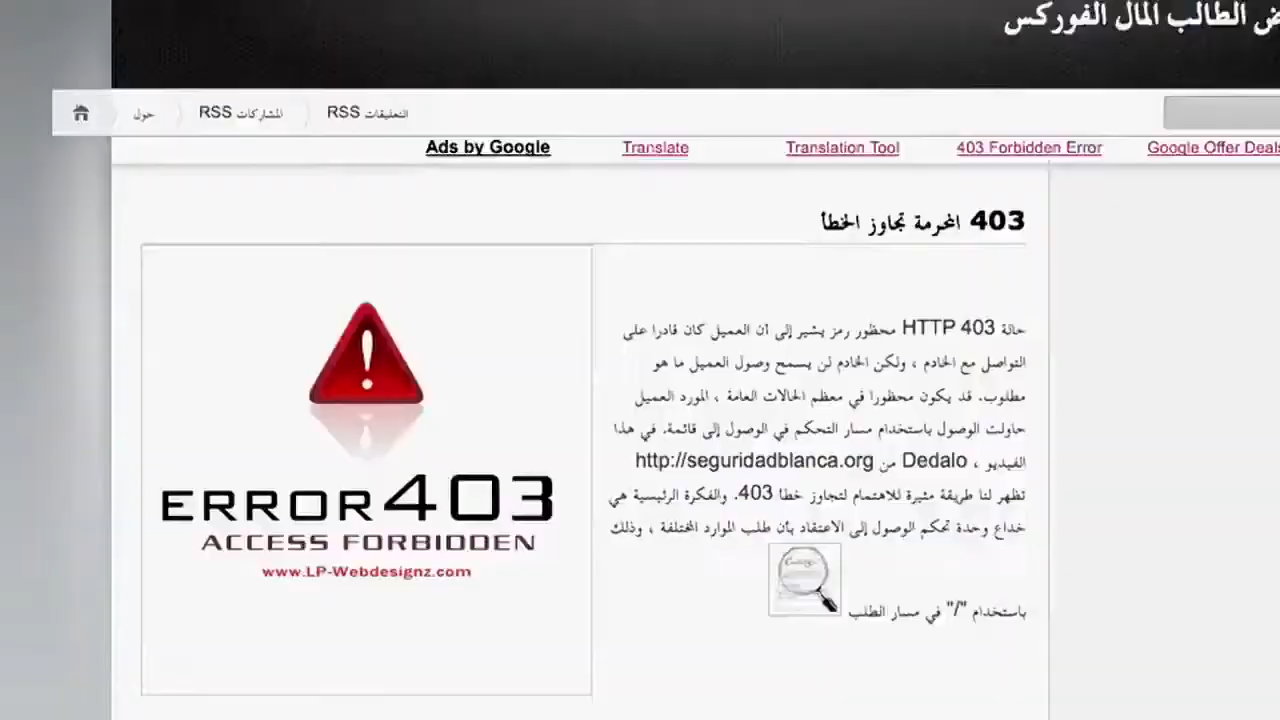 ض الطالب المال الفوركس
حول
المشاركات RSS
التعليقات RSS
Ads by Google
Translate
Translation Tool
403 Forbidden Error
Google Offer Deals
403 المحرمة تجاوز الخطأ
ERROR 403
ACCESS FORBIDDEN
www.LP-Webdesignz.com
حالة HTTP 403 محظور رمز يشير إلى أن العميل كان قادرا على
التواصل مع الخادم ، ولكن الخادم لن يسمح وصول العميل ما هو
مطلوب. قد يكون محظورا في معظم الحالات العامة ، المورد العميل
حاولت الوصول باستخدام مسار التحكم في الوصول إلى قائمة. في هذا
الفيديو ، Dedalo من http://seguridadblanca.org
تظهر لنا طريقة مثيرة للاهتمام لتجاوز خطا 403. والفكرة الرئيسية هي
خداع وحدة تحكم الوصول إلى الاعتقاد بأن طلب الموارد المختلفة ، وذلك
باستخدام "/" في مسار الطلب